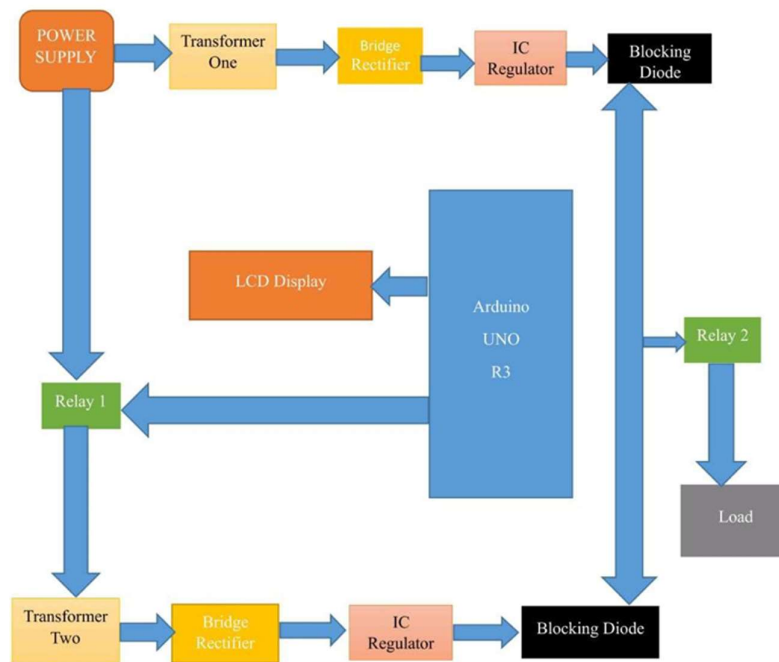 POWER
SUPPLY
Transformer
One
Bridge
Rectifier
IC
Regulator
Blocking
Diode
LCD Display
Arduino
UNO
R3
Relay 2
Relay 1
Load
Transformer
Two
Bridge
Rectifier
IC
Regulator
Blocking Diode